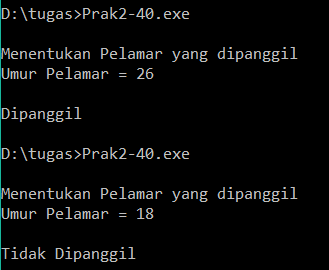 D:\tugas>Prak2-40.exe
Menentukan Pelamar yang dipanggil
Umur Pelamar = 26
Dipanggil
D:\tugas>Prak2-40.exe
Menentukan Pelamar yang dipanggil
Umur Pelamar = 18
Tidak Dipanggil